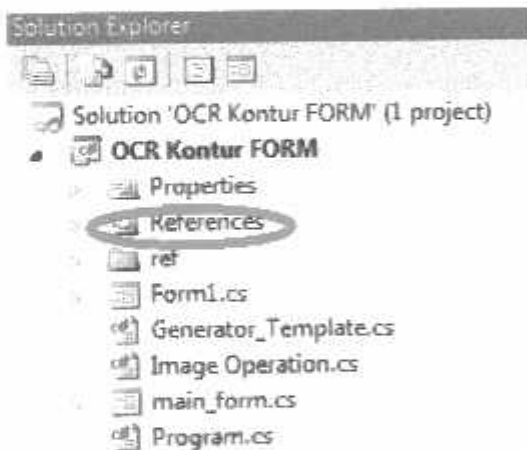 Solution Explorer
Solution 'OCR Kontur FORM' (1 project)
OCR Kontur FORM
Properties
References
ref
Form1.cs
Generator_Template.cs
Image Operation.cs
main_form.cs
Program.cs